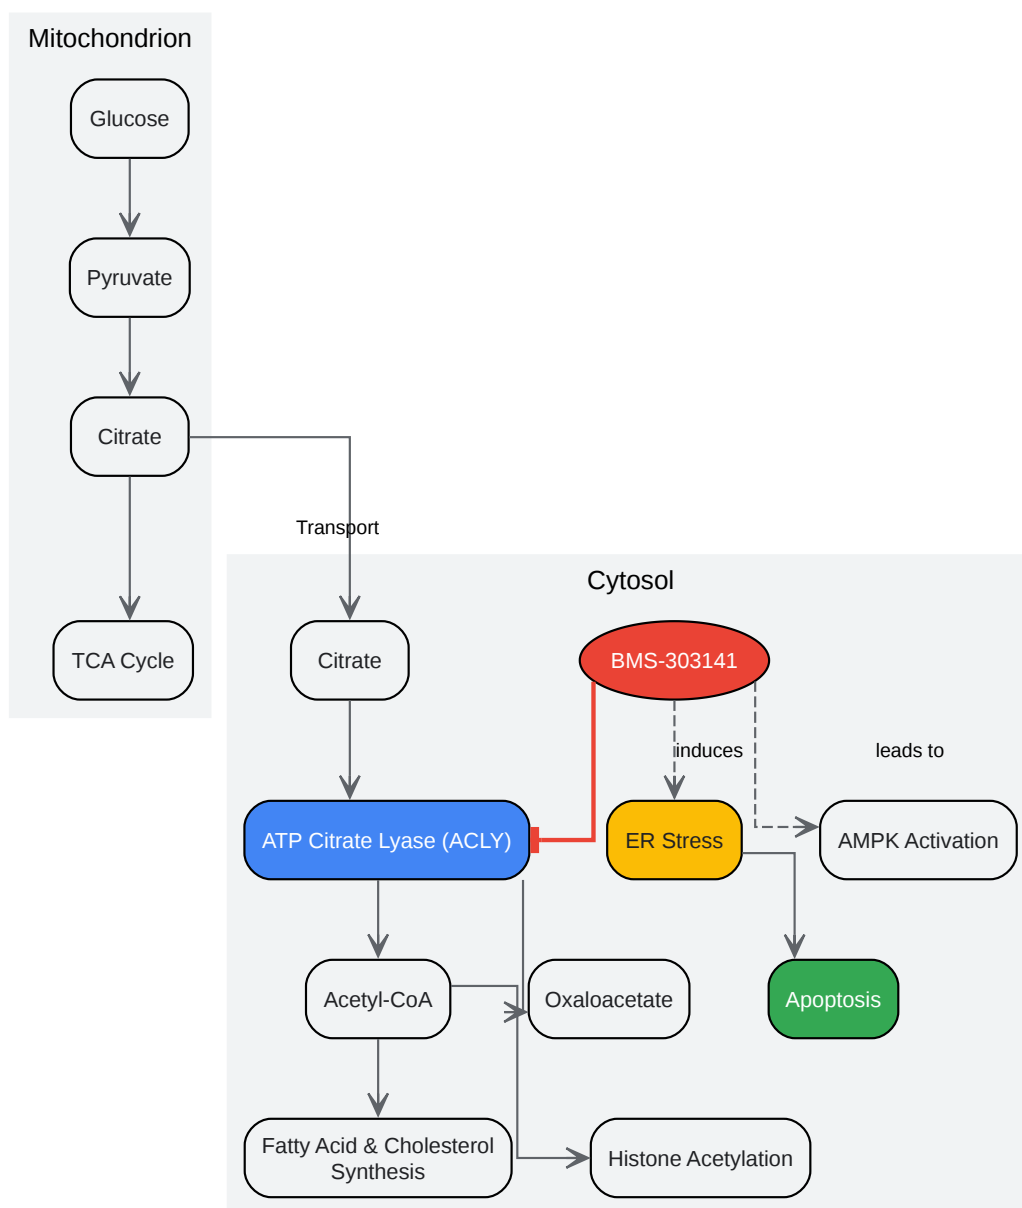 Mitochondrion
Glucose
Pyruvate
Citrate
Transport
Cytosol
TCA Cycle
Citrate
BMS-303141
induces
leads to
ATP Citrate Lyase (ACLY)
ER Stress
AMPK Activation
Acetyl-CoA
Oxaloacetate
Apoptosis
Fatty Acid & Cholesterol
Synthesis
Histone Acetylation